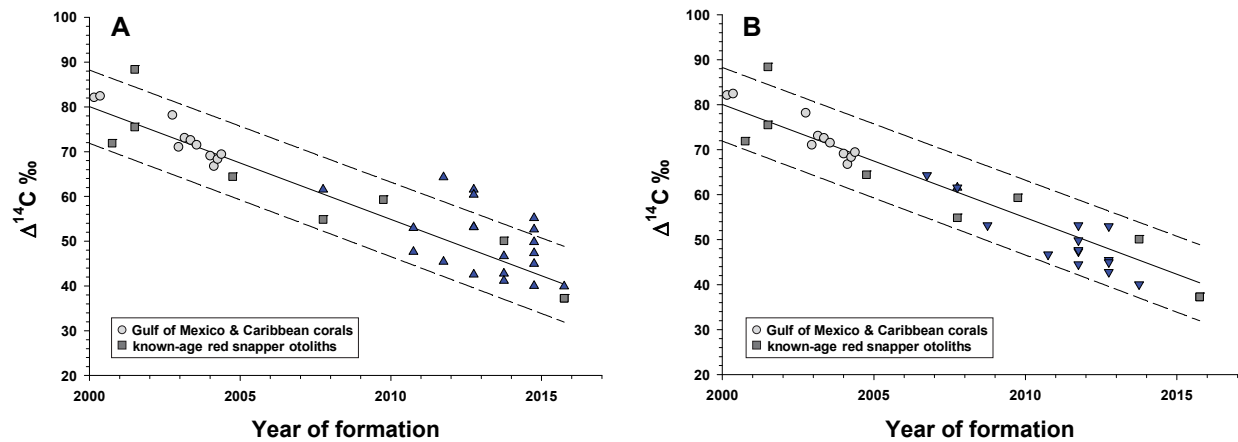 A
100
90
80
70
60
50
40
30
20
Δ¹⁴C ‰
Gulf of Mexico & Caribbean corals
known-age red snapper otoliths
2000 2005 2010 2015
Year of formation
B
100
90
80
70
60
50
40
30
20
Δ¹⁴C ‰
Gulf of Mexico & Caribbean corals
known-age red snapper otoliths
2000 2005 2010 2015
Year of formation